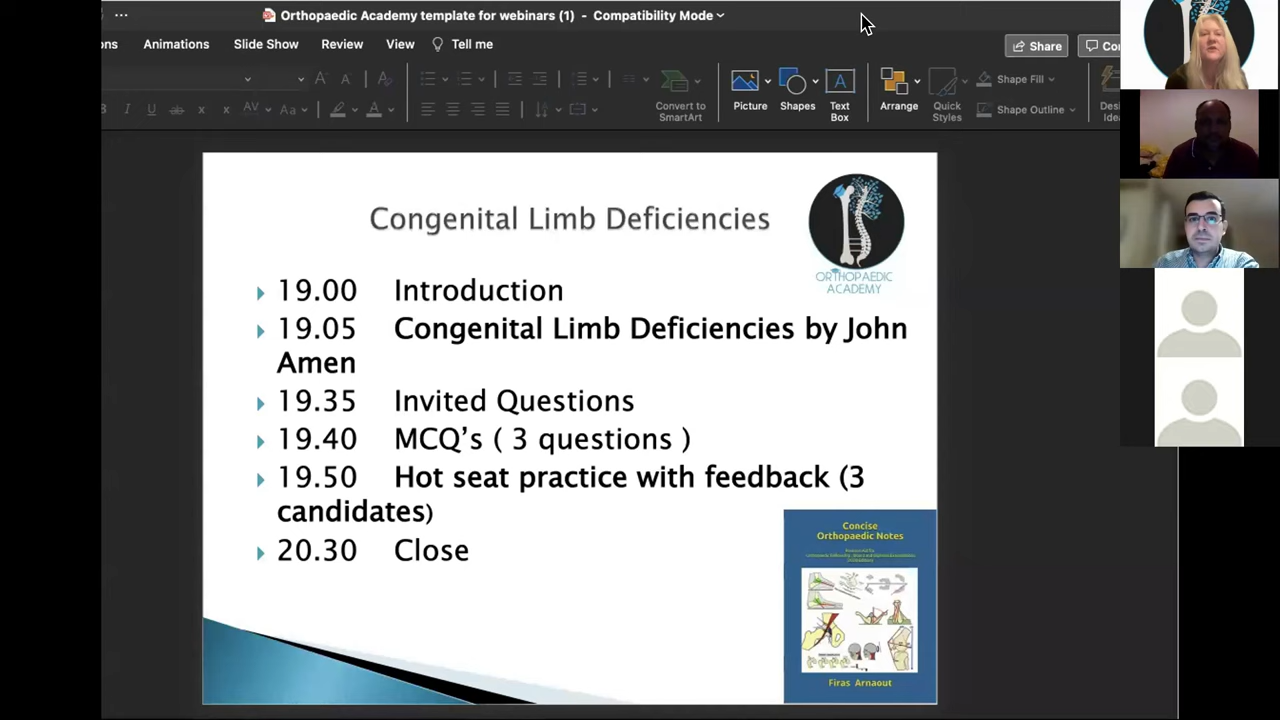 Orthopaedic Academy template for webinars (1) - Compatibility Mode
ons Animations Slide Show Review View Tell me
Share Co
Convert to SmartArt
Picture
Shapes
Text Box
Arrange
Quick Styles
Shape Fill
Shape Outline
Congenital Limb Deficiencies
ORTHOPAEDIC
ACADEMY
19.00 Introduction
19.05 Congenital Limb Deficiencies by John
Amen
19.35 Invited Questions
19.40 MCQ's ( 3 questions )
19.50 Hot seat practice with feedback (3
candidates)
20.30 Close
Concise
Orthopaedic Notes
Firas Arnaout